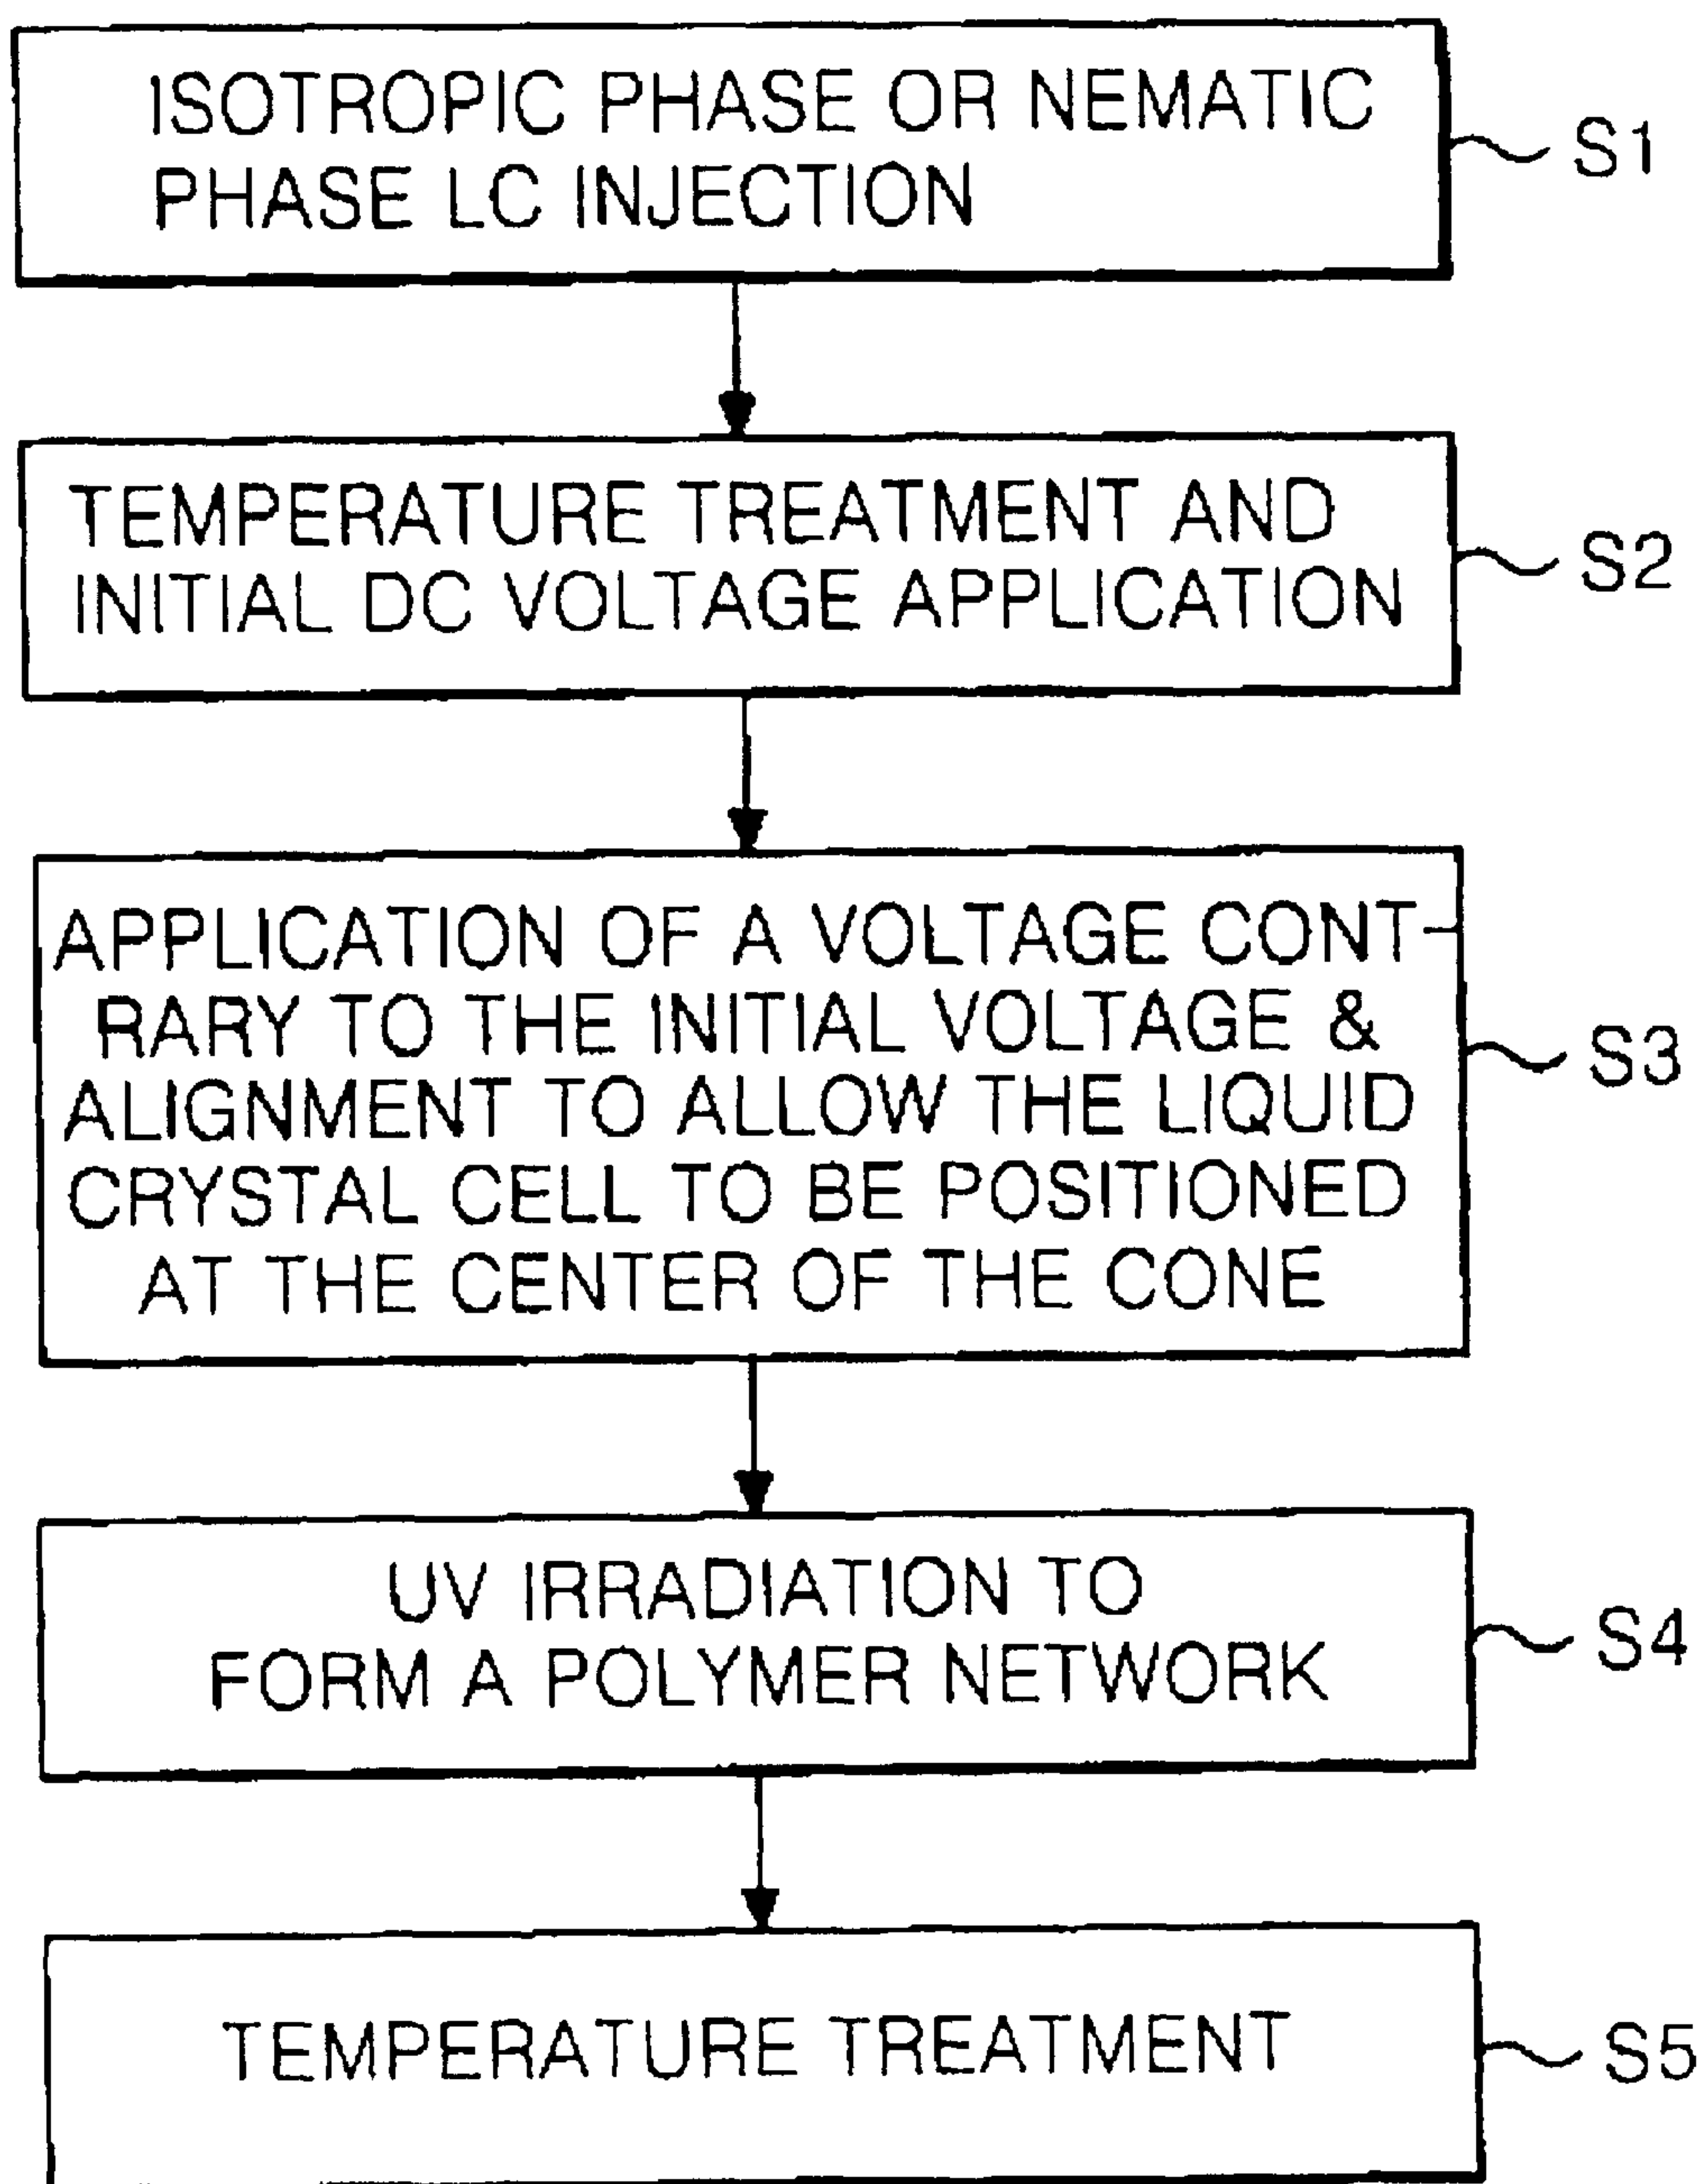 ISOTROPIC PHASE OR NEMATIC
PHASE LC INJECTION
S1
TEMPERATURE TREATMENT AND
INITIAL DC VOLTAGE APPLICATION
S2
APPLICATION OF A VOLTAGE CONT-
RARY TO THE INITIAL VOLTAGE &
ALIGNMENT TO ALLOW THE LIQUID
CRYSTAL CELL TO BE POSITIONED
AT THE CENTER OF THE CONE
S3
UV IRRADIATION TO
FORM A POLYMER NETWORK
S4
TEMPERATURE TREATMENT
S5